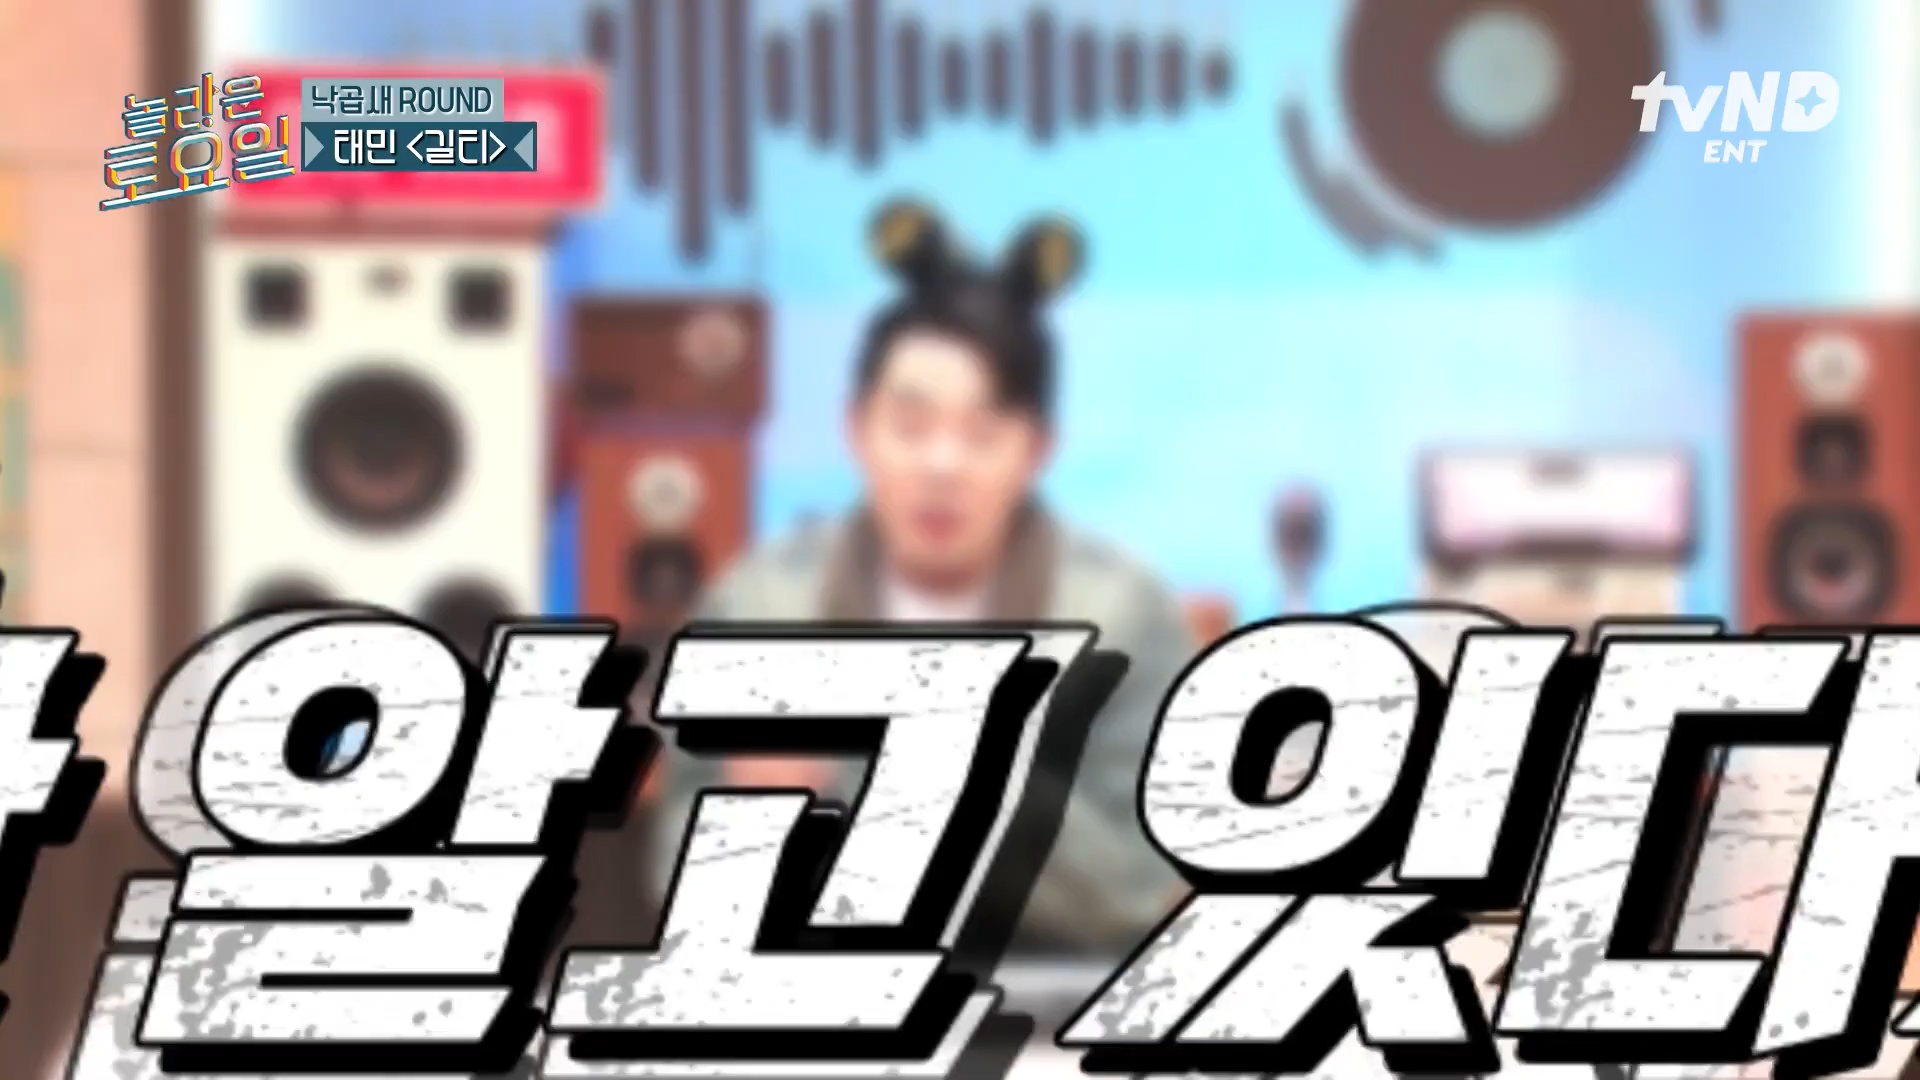 놀라운
토요일
낙곱새 ROUND
태민 <길티>
tvND
ENT
알고 있다